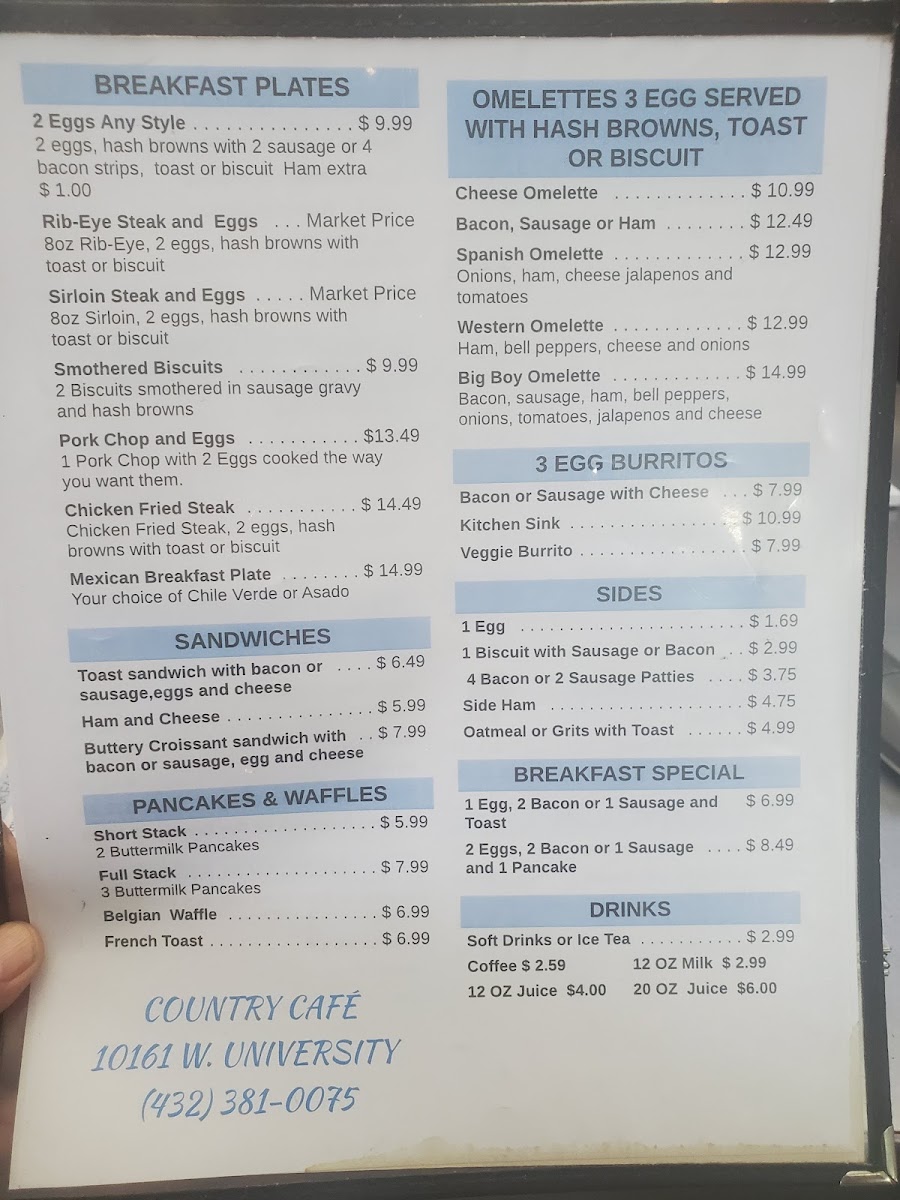 BREAKFAST PLATES
2 Eggs Any Style . . . . . . . . . . . . . . . . $ 9.99
2 eggs, hash browns with 2 sausage or 4
bacon strips, toast or biscuit Ham extra
$ 1.00
Rib-Eye Steak and Eggs . . . Market Price
8oz Rib-Eye, 2 eggs, hash browns with
toast or biscuit
Sirloin Steak and Eggs . . . . . Market Price
8oz Sirloin, 2 eggs, hash browns with
toast or biscuit
Smothered Biscuits . . . . . . . . . . . . $ 9.99
2 Biscuits smothered in sausage gravy
and hash browns
Pork Chop and Eggs . . . . . . . . . . . $13.49
1 Pork Chop with 2 Eggs cooked the way
you want them.
Chicken Fried Steak . . . . . . . . . . . $ 14.49
Chicken Fried Steak, 2 eggs, hash
browns with toast or biscuit
Mexican Breakfast Plate . . . . . . . . $ 14.99
Your choice of Chile Verde or Asado
SANDWICHES
Toast sandwich with bacon or . . . . $ 6.49
sausage,eggs and cheese
Ham and Cheese . . . . . . . . . . . . . . . $ 5.99
Buttery Croissant sandwich with . . $ 7.99
bacon or sausage, egg and cheese
PANCAKES & WAFFLES
Short Stack . . . . . . . . . . . . . . . . . . . $ 5.99
2 Buttermilk Pancakes
Full Stack . . . . . . . . . . . . . . . . . . . . $ 7.99
3 Buttermilk Pancakes
Belgian Waffle . . . . . . . . . . . . . . . . $ 6.99
French Toast . . . . . . . . . . . . . . . . . . $ 6.99
COUNTRY CAFÉ
10161 W. UNIVERSITY
(432) 381-0075
OMELETTES 3 EGG SERVED
WITH HASH BROWNS, TOAST
OR BISCUIT
Cheese Omelette . . . . . . . . . . . . . $ 10.99
Bacon, Sausage or Ham . . . . . . . . $ 12.49
Spanish Omelette . . . . . . . . . . . . . $ 12.99
Onions, ham, cheese jalapenos and
tomatoes
Western Omelette . . . . . . . . . . . . . $ 12.99
Ham, bell peppers, cheese and onions
Big Boy Omelette . . . . . . . . . . . . . $ 14.99
Bacon, sausage, ham, bell peppers,
onions, tomatoes, jalapenos and cheese
3 EGG BURRITOS
Bacon or Sausage with Cheese . . . $ 7.99
Kitchen Sink . . . . . . . . . . . . . . . . . $ 10.99
Veggie Burrito . . . . . . . . . . . . . . . . . $ 7.99
SIDES
1 Egg . . . . . . . . . . . . . . . . . . . . . . . $ 1.69
1 Biscuit with Sausage or Bacon . . $ 2.99
4 Bacon or 2 Sausage Patties . . . . $ 3.75
Side Ham . . . . . . . . . . . . . . . . . . . . $ 4.75
Oatmeal or Grits with Toast . . . . . . $ 4.99
BREAKFAST SPECIAL
1 Egg, 2 Bacon or 1 Sausage and $ 6.99
Toast
2 Eggs, 2 Bacon or 1 Sausage . . . . $ 8.49
and 1 Pancake
DRINKS
Soft Drinks or Ice Tea . . . . . . . . . . . $ 2.99
Coffee $ 2.59 12 OZ Milk $ 2.99
12 OZ Juice $4.00 20 OZ Juice $6.00